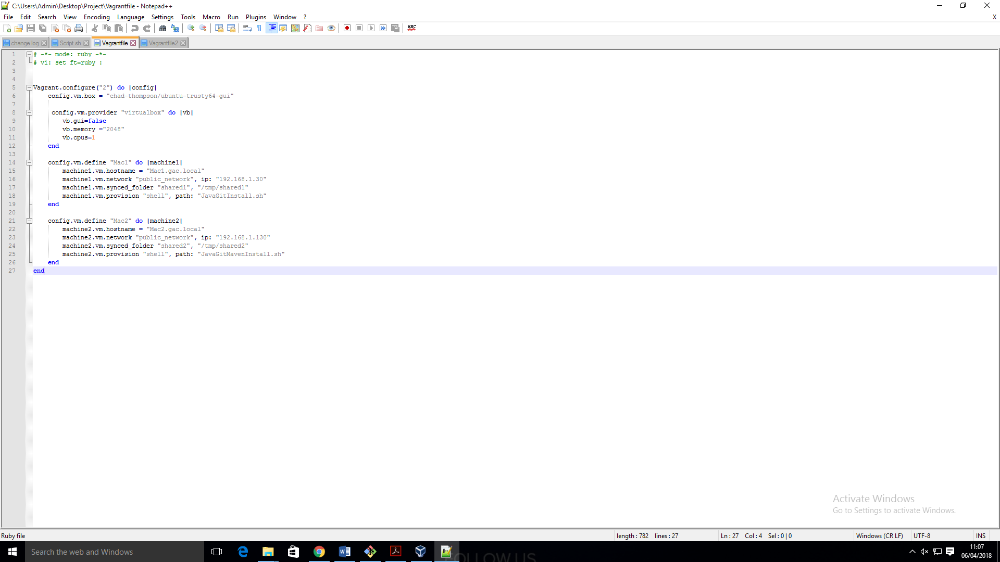 C:\Users\Admin\Desktop\Project\Vagrantfile - Notepad++
File Edit Search View Encoding Language Settings Tools Macro Run Plugins Window ? X
ABC
change.log Script.sh Vagrantfile Vagrantfile2
1 # -*- mode: ruby -*-
2 # vi: set ft=ruby :
3
4
5 Vagrant.configure("2") do |config|
6 config.vm.box = "chad-thompson/ubuntu-trusty64-gui"
7
8 config.vm.provider "virtualbox" do |vb|
9 vb.gui=false
10 vb.memory ="2048"
11 vb.cpus=1
12 end
13
14 config.vm.define "Mac1" do |machine1|
15 machine1.vm.hostname = "Mac1.gac.local"
16 machine1.vm.network "public_network", ip: "192.168.1.30"
17 machine1.vm.synced_folder "shared1", "/tmp/shared1"
18 machine1.vm.provision "shell", path: "JavaGitInstall.sh"
19 end
20
21 config.vm.define "Mac2" do |machine2|
22 machine2.vm.hostname = "Mac2.gac.local"
23 machine2.vm.network "public_network", ip: "192.168.1.130"
24 machine2.vm.synced_folder "shared2", "/tmp/shared2"
25 machine2.vm.provision "shell", path: "JavaGitMavenInstall.sh"
26 end
27 end
Activate Windows
Go to Settings to activate Windows.
Ruby file length : 782 lines : 27 Ln : 27 Col : 4 Sel : 0 | 0 Windows (CR LF) UTF-8 INS
Search the web and Windows
FOLLOW US
11:07
06/04/2018